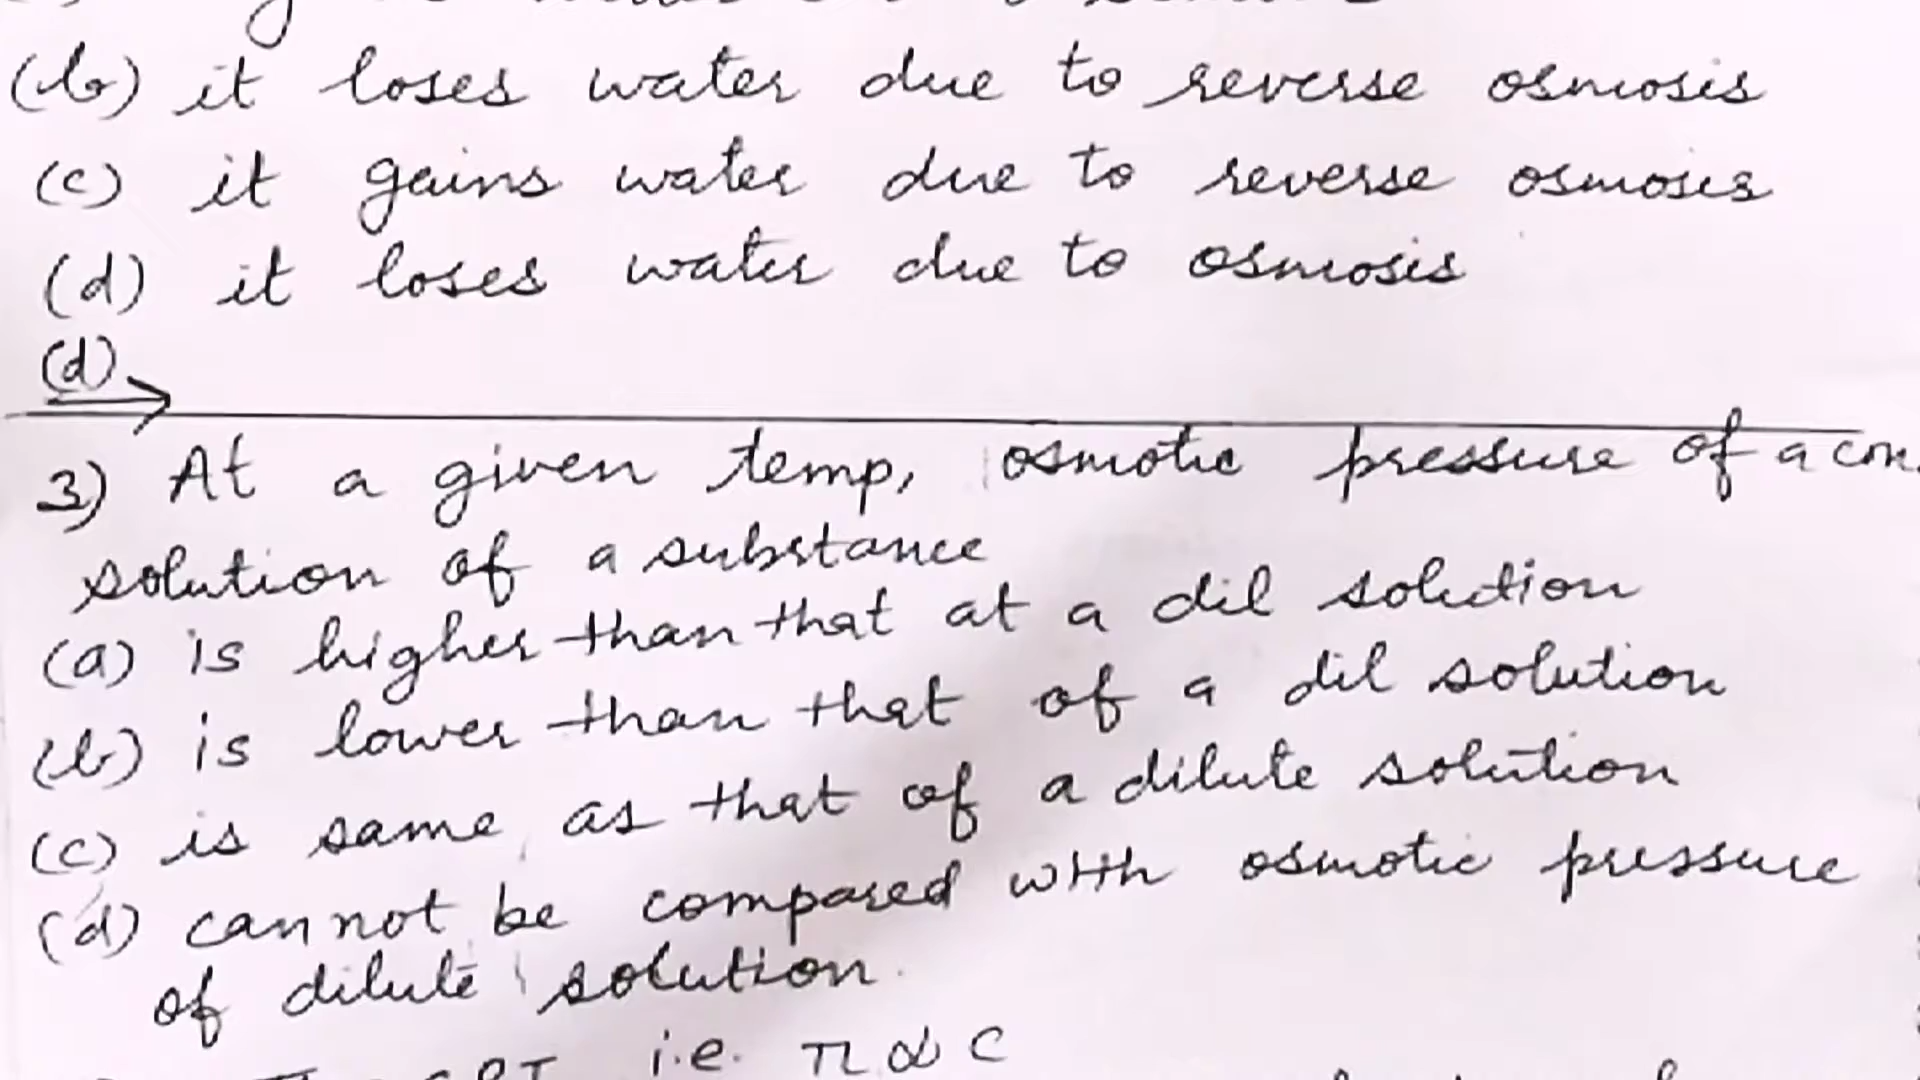 (b) it loses water due to reverse osmosis
(c) it gains water due to reverse osmosis
(d) it loses water due to osmosis
(d)
3) At a given temp, osmotic pressure of a con.
solution of a substance
(a) is higher than that at a dil solution
(b) is lower than that of a dil solution
(c) is same as that of a dilute solution
(d) cannot be compared with osmotic pressure
of dilute solution.
i.e. π ∝ C